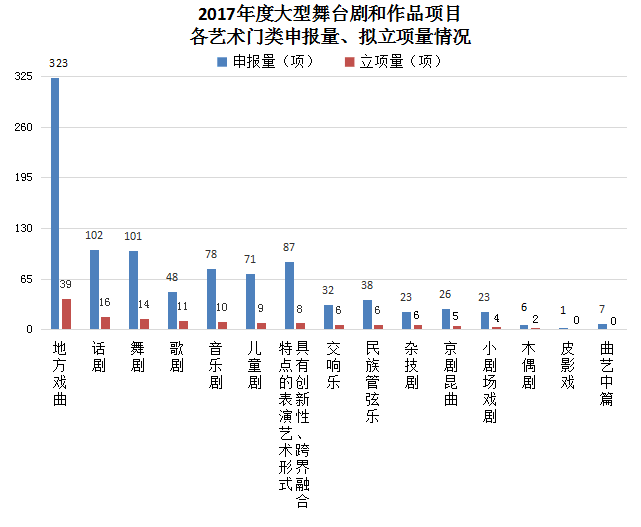 2017年度大型舞台剧和作品项目
各艺术门类申报量、拟立项量情况
申报量（项） 立项量（项）
325
260
195
130
65
0
323 39
102 16
101 14
48 11
78 10
71 9
87 8
32 6
38 6
23 6
26 5
23 4
6 2
1 0
7 0
地方戏曲
话剧
舞剧
歌剧
音乐剧
儿童剧
具有创新性、跨界融合
特点的表演艺术形式
交响乐
民族管弦乐
杂技剧
京剧昆曲
小剧场戏剧
木偶剧
皮影戏
曲艺中篇